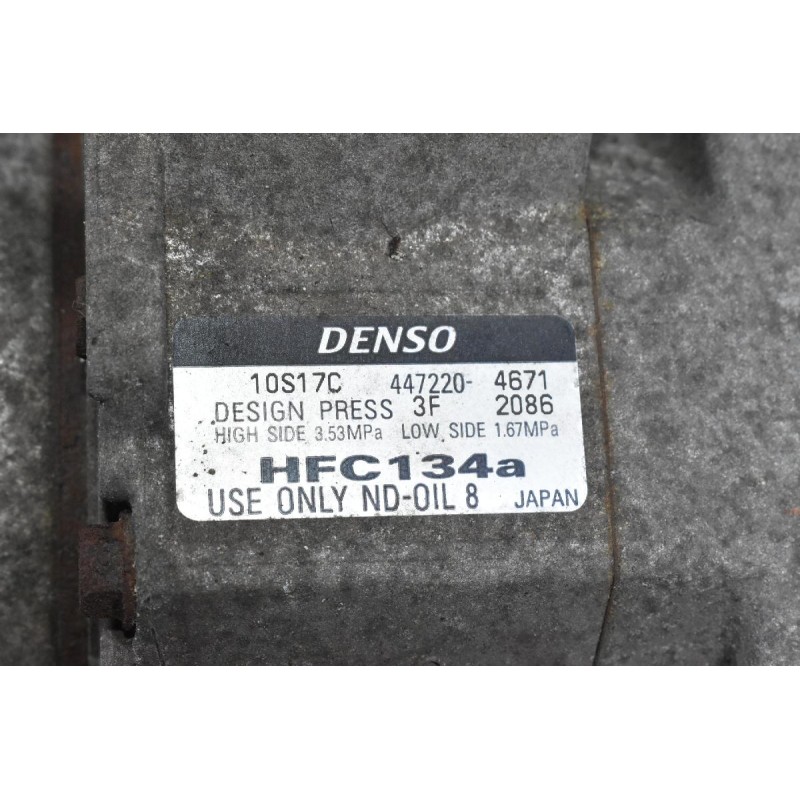 DENSO
10S17C 447220- 4671
DESIGN PRESS 3F 2086
HIGH SIDE 3.53MPa LOW SIDE 1.67MPa
HFC134a
USE ONLY ND-OIL 8 JAPAN